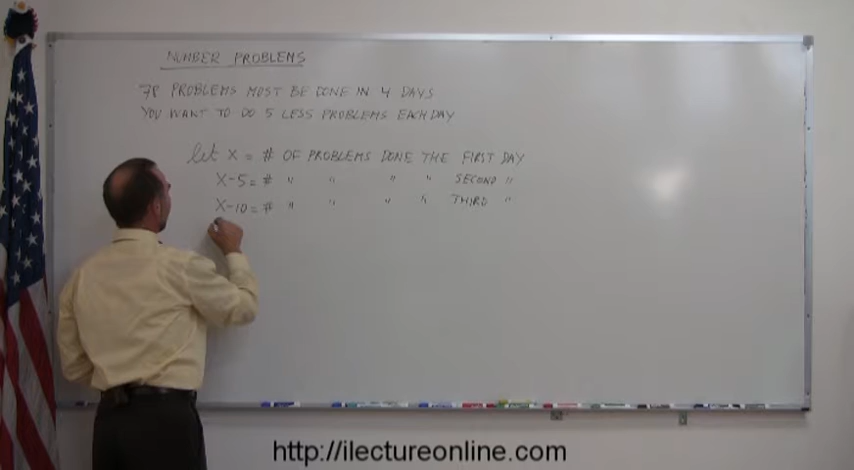 NUMBER PROBLEMS
78 PROBLEMS MUST BE DONE IN 4 DAYS
YOU WANT TO DO 5 LESS PROBLEMS EACH DAY
let X = # OF PROBLEMS DONE THE FIRST DAY
X-5 = # " " " " SECOND "
X-10 = # " " " " THIRD "
http://ilectureonline.com